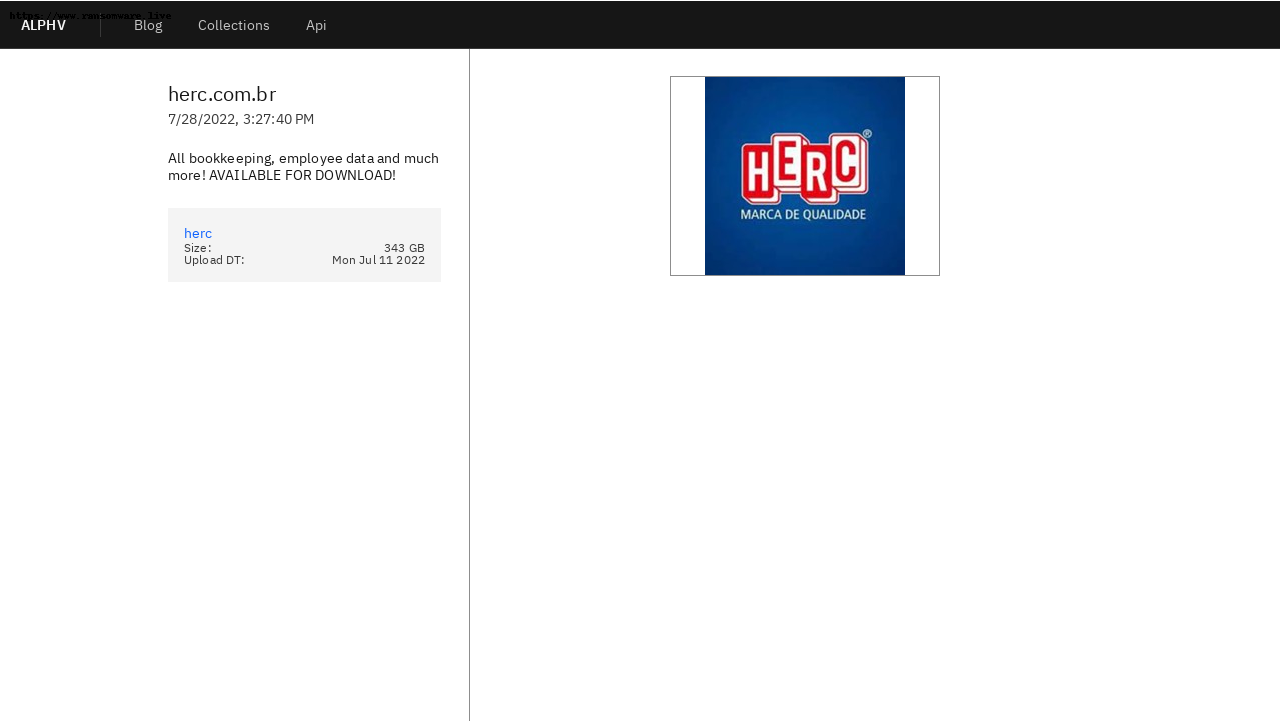 https://www.ransomware.live
ALPHV
Blog
Collections
Api
herc.com.br
7/28/2022, 3:27:40 PM
All bookkeeping, employee data and much
more! AVAILABLE FOR DOWNLOAD!
herc
Size: 343 GB
Upload DT: Mon Jul 11 2022
HERC®
MARCA DE QUALIDADE